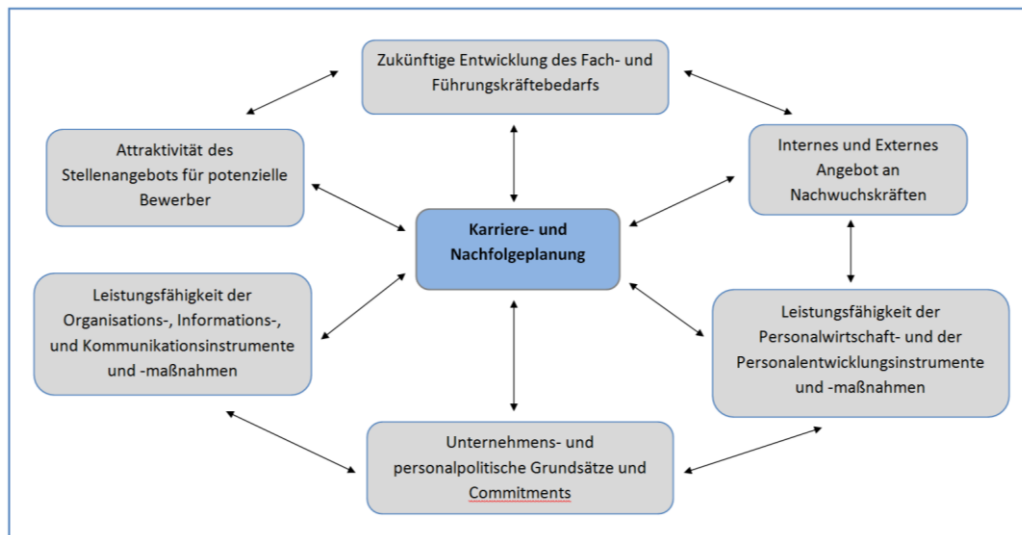 Zukünftige Entwicklung des Fach- und
Führungskräftebedarfs
Attraktivität des
Stellenangebots für potenzielle
Bewerber
Internes und Externes
Angebot an
Nachwuchskräften
Karriere- und
Nachfolgeplanung
Leistungsfähigkeit der
Organisations-, Informations-,
und Kommunikationsinstrumente
und -maßnahmen
Leistungsfähigkeit der
Personalwirtschaft- und der
Personalentwicklungsinstrumente
und -maßnahmen
Unternehmens- und
personalpolitische Grundsätze und
Commitments